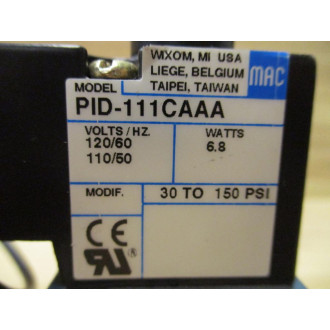 WIXOM, MI USA
LIEGE, BELGIUM
TAIPEI, TAIWAN
MAC
MODEL
PID-111CAAA
VOLTS / HZ.
WATTS
120/60
6.8
110/50
MODIF.
30 TO 150 PSI
CE